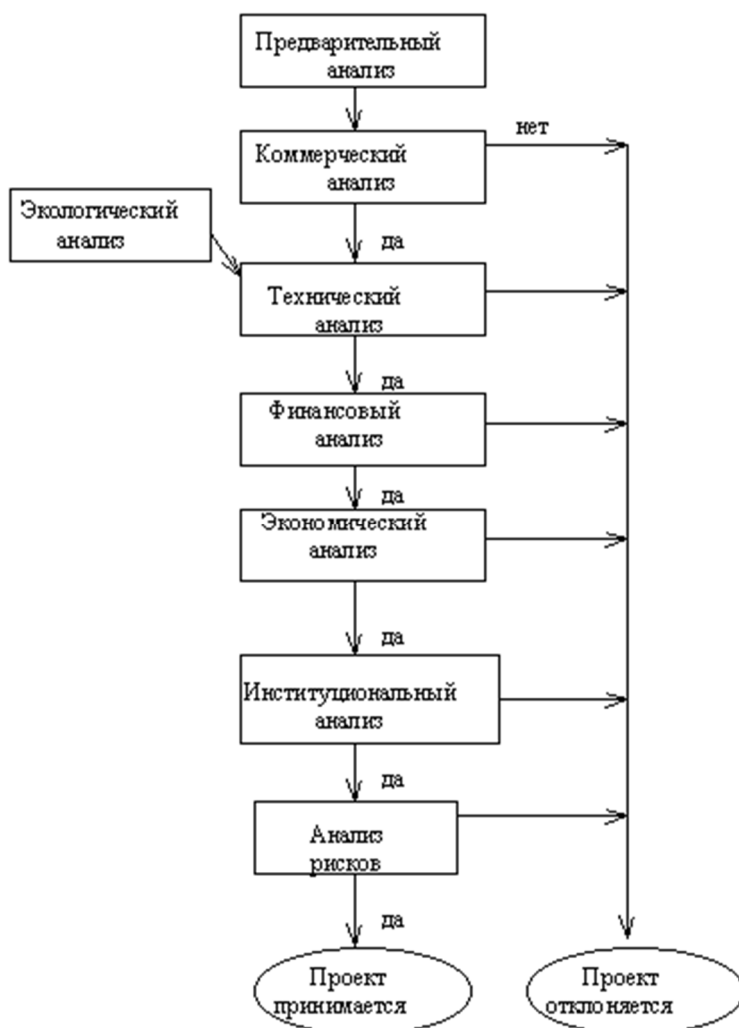 Предварительный
анализ
нет
Коммерческий
анализ
Экологический
анализ
да
Технический
анализ
да
Финансовый
анализ
да
Экономический
анализ
да
Институциональный
анализ
да
Анализ
рисков
да
Проект
принимается
Проект
отклоняется